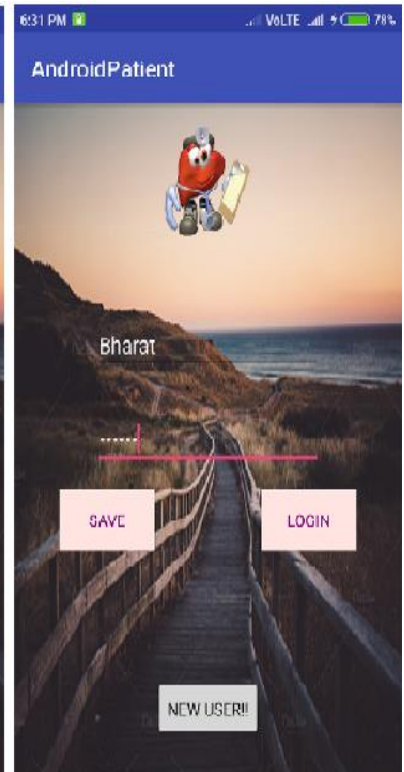 6:31 PM VoLTE 78%
AndroidPatient
Bharat
------
SAVE LOGIN
NEW USER!!